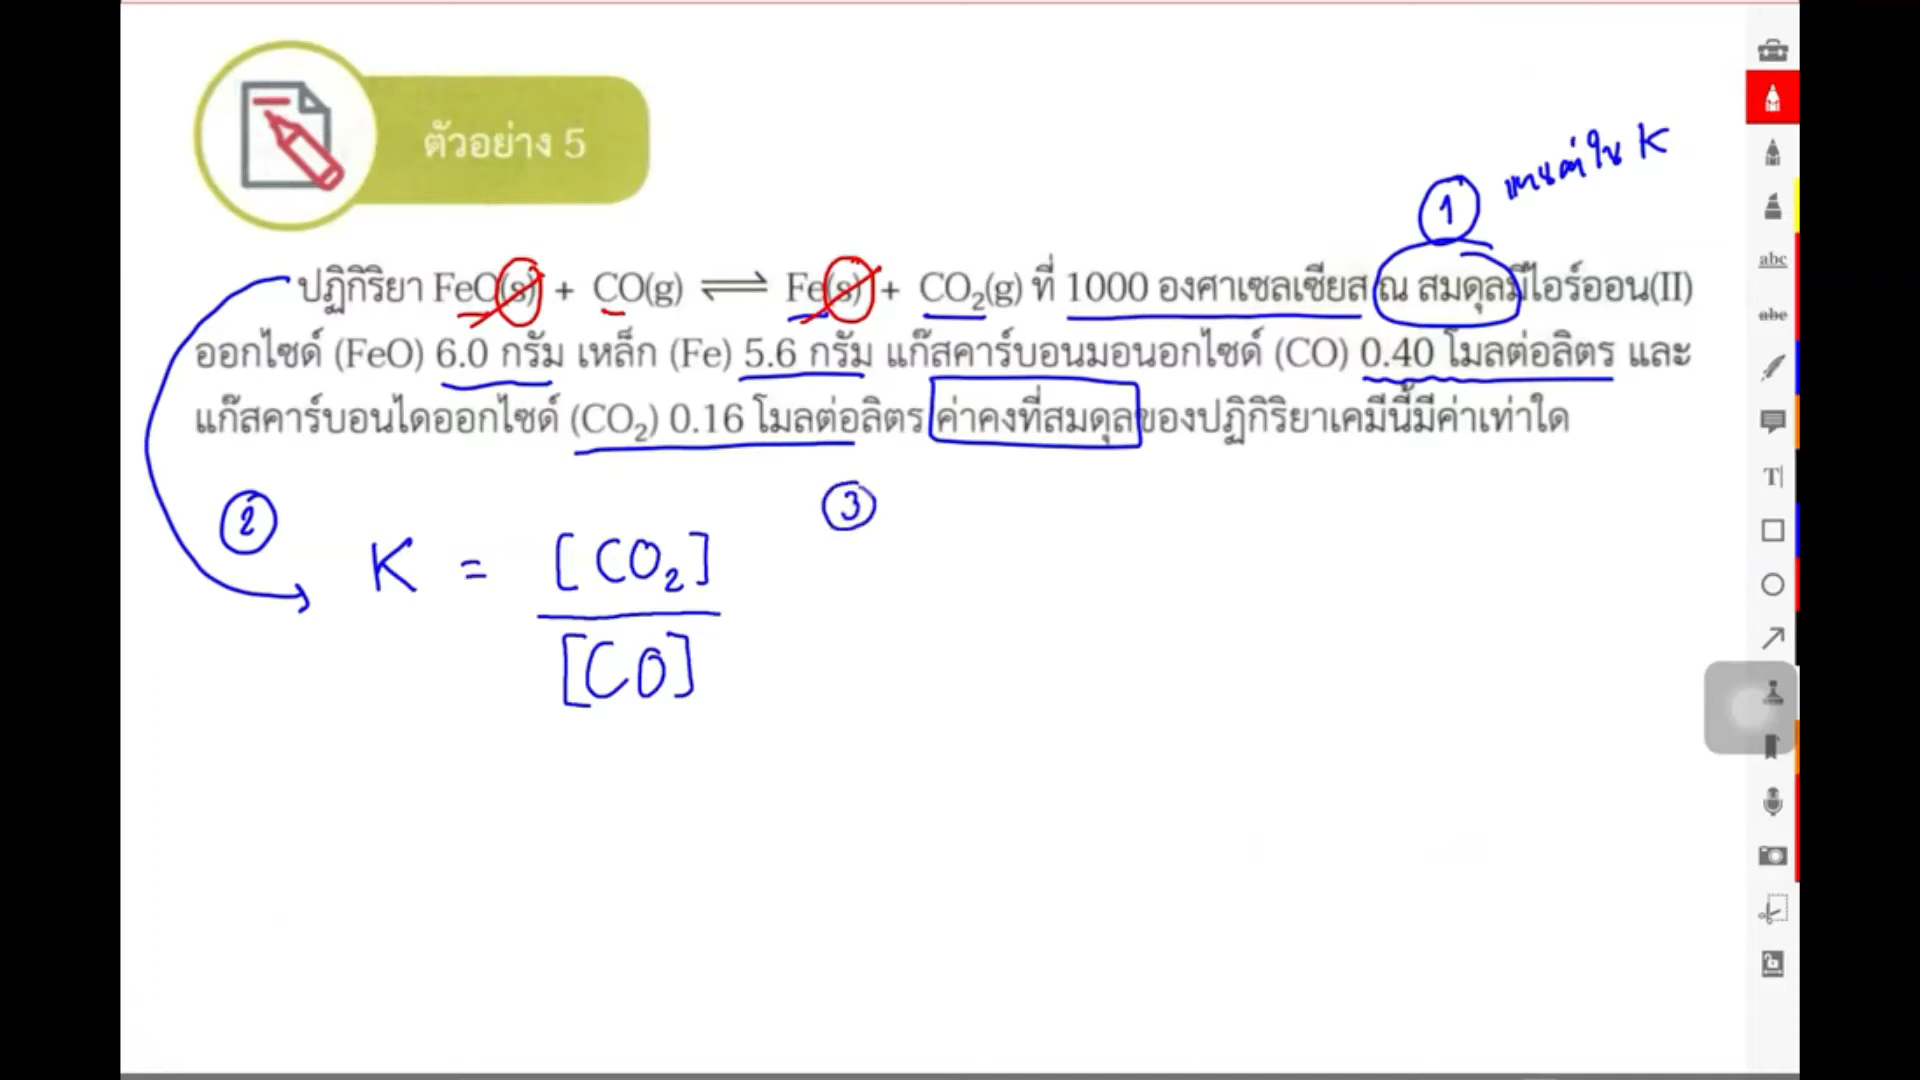 ตัวอย่าง 5
แทนค่าใน K
1
ปฏิกิริยา FeO(s) + CO(g) ⇌ Fe(s) + CO₂(g) ที่ 1000 องศาเซลเซียส ณ สมดุลมีไอร์ออน(II)
ออกไซด์ (FeO) 6.0 กรัม เหล็ก (Fe) 5.6 กรัม แก๊สคาร์บอนมอนอกไซด์ (CO) 0.40 โมลต่อลิตร และ
แก๊สคาร์บอนไดออกไซด์ (CO₂) 0.16 โมลต่อลิตร ค่าคงที่สมดุลของปฏิกิริยาเคมีนี้มีค่าเท่าใด
2
3
K = [CO₂]
[CO]
abc
abc
T